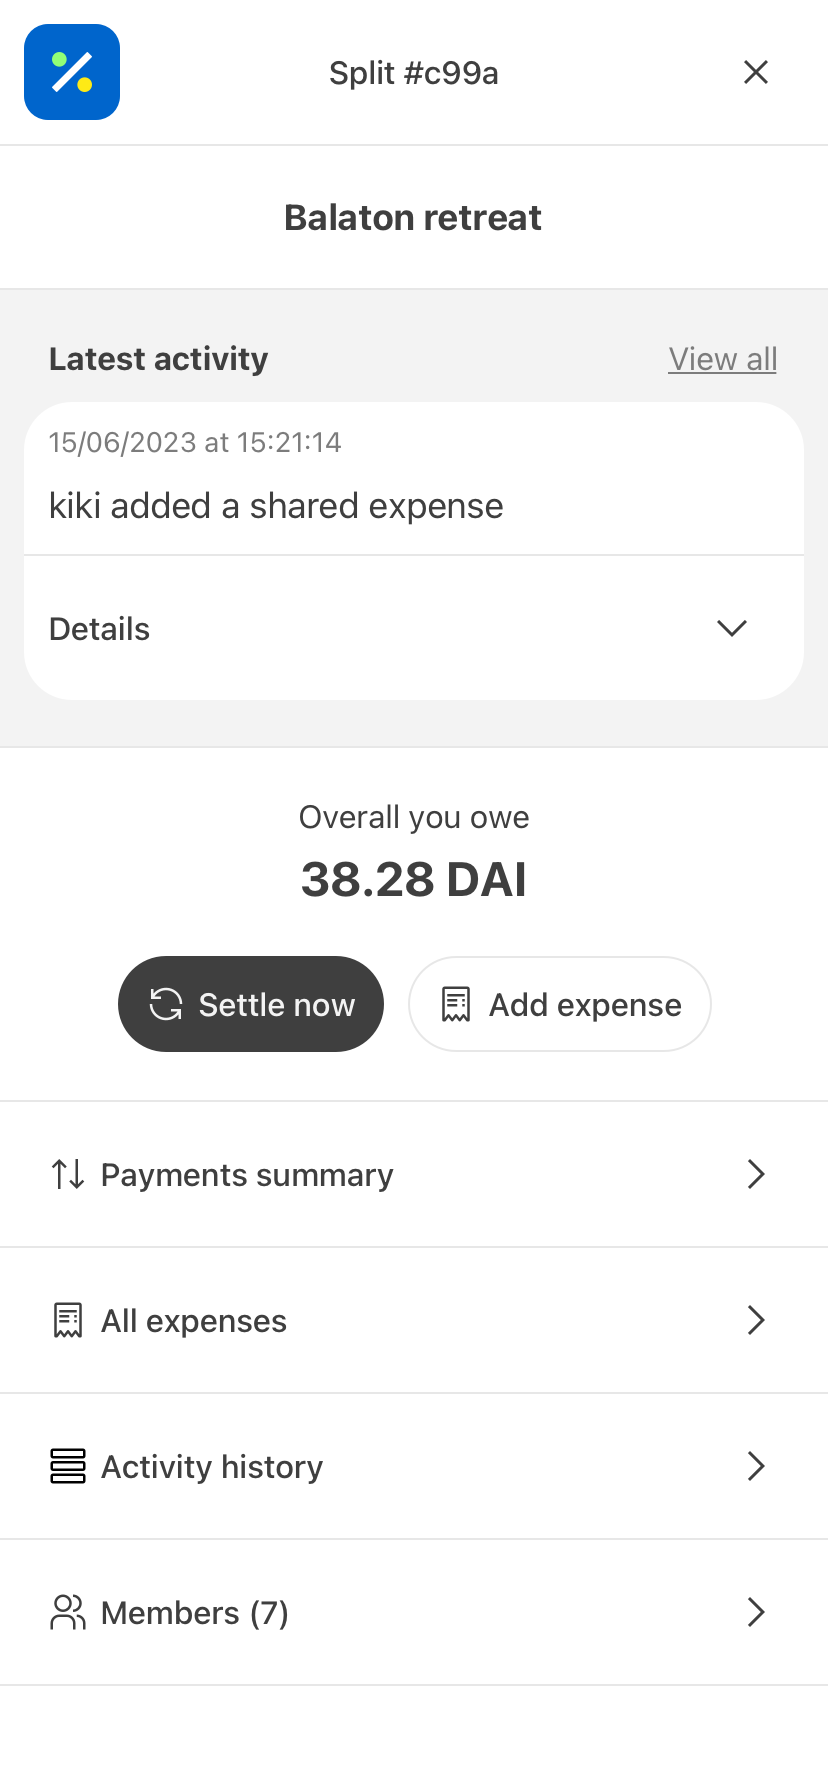 Split #c99a
Balaton retreat
Latest activity
View all
15/06/2023 at 15:21:14
kiki added a shared expense
Details
Overall you owe
38.28 DAI
Settle now
Add expense
Payments summary
All expenses
Activity history
Members (7)